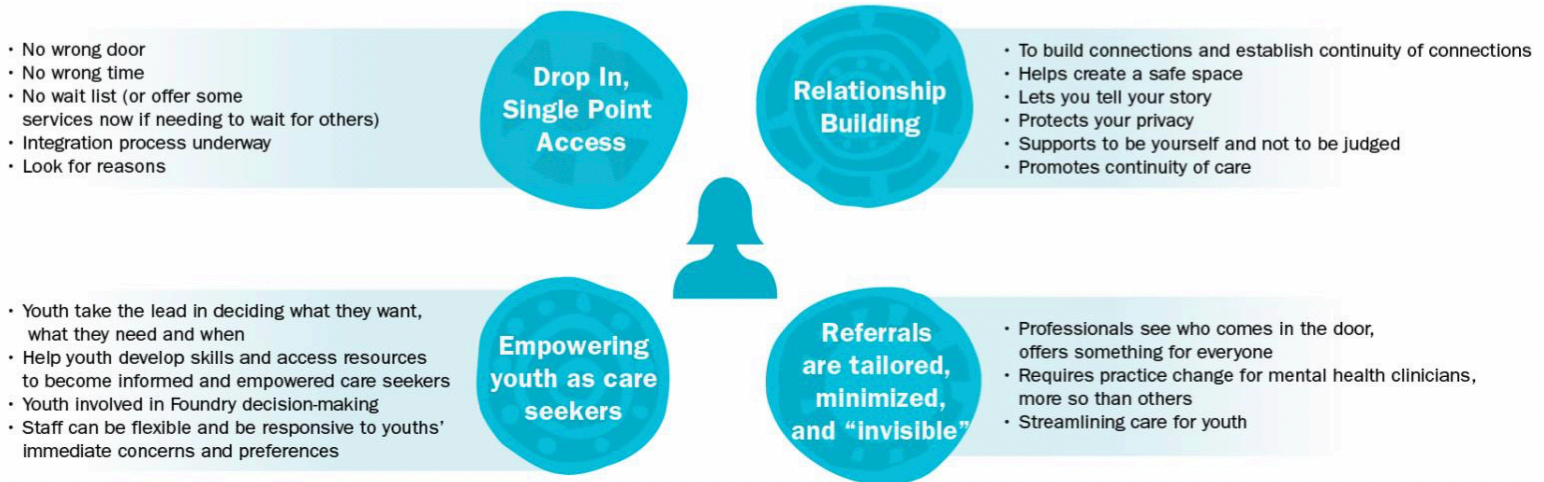 • No wrong door
• No wrong time
• No wait list (or offer some
services now if needing to wait for others)
• Integration process underway
• Look for reasons
Drop In,
Single Point
Access
Relationship
Building
• To build connections and establish continuity of connections
• Helps create a safe space
• Lets you tell your story
• Protects your privacy
• Supports to be yourself and not to be judged
• Promotes continuity of care
• Youth take the lead in deciding what they want,
what they need and when
• Help youth develop skills and access resources
to become informed and empowered care seekers
• Youth involved in Foundry decision-making
• Staff can be flexible and be responsive to youths’
immediate concerns and preferences
Empowering
youth as care
seekers
Referrals
are tailored,
minimized,
and “invisible”
• Professionals see who comes in the door,
offers something for everyone
• Requires practice change for mental health clinicians,
more so than others
• Streamlining care for youth